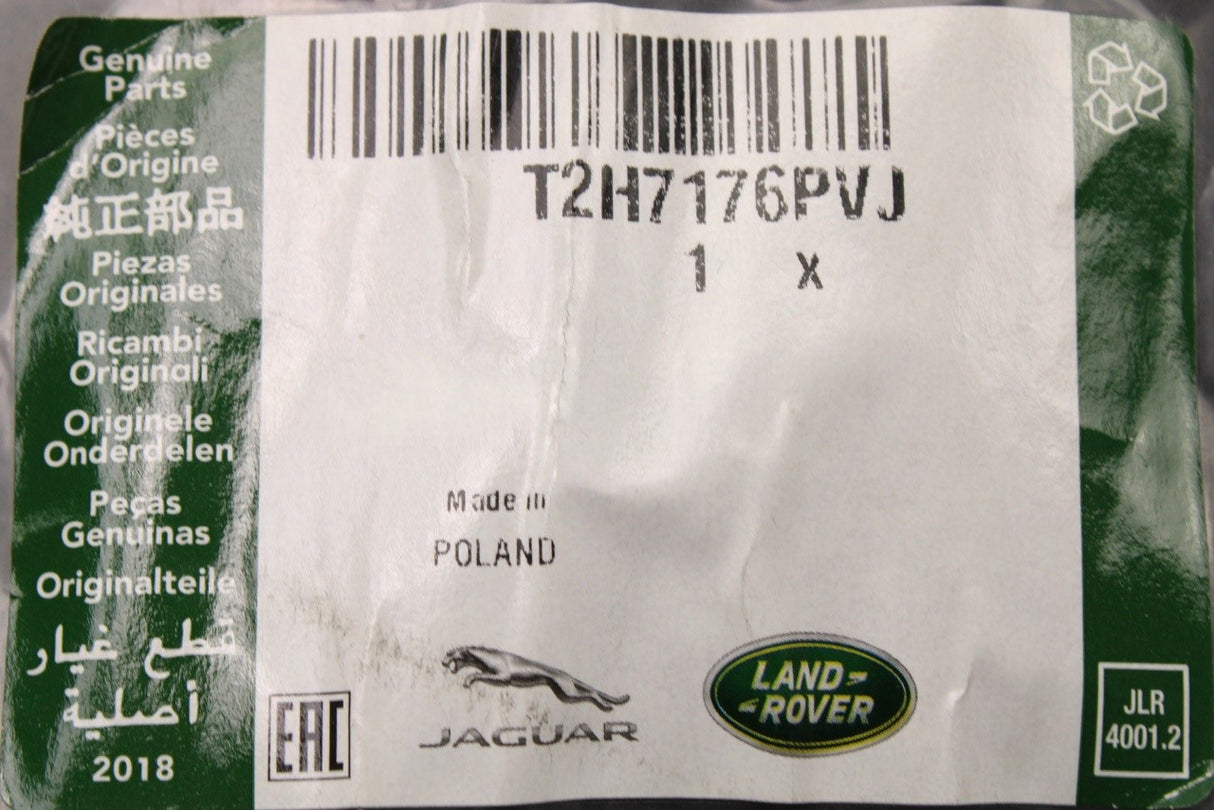 Genuine
Parts
Pièces
d'Origine
純正部品
Piezas
Originales
Ricambi
Originali
Originele
Onderdelen
Peças
Genuinas
Originalteile
قطع غيار
أصلية
2018
T2H7176PVJ
1 X
Made in
POLAND
EAC
JAGUAR
LAND-
-ROVER
JLR
4001.2